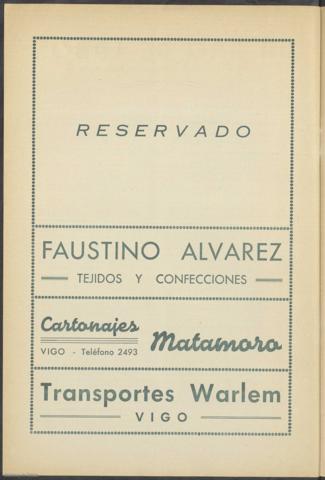 RESERVADO
FAUSTINO ALVAREZ
TEJIDOS Y CONFECCIONES
Cartonajes Matamoro
VIGO - Teléfono 2493
Transportes Warlem
VIGO